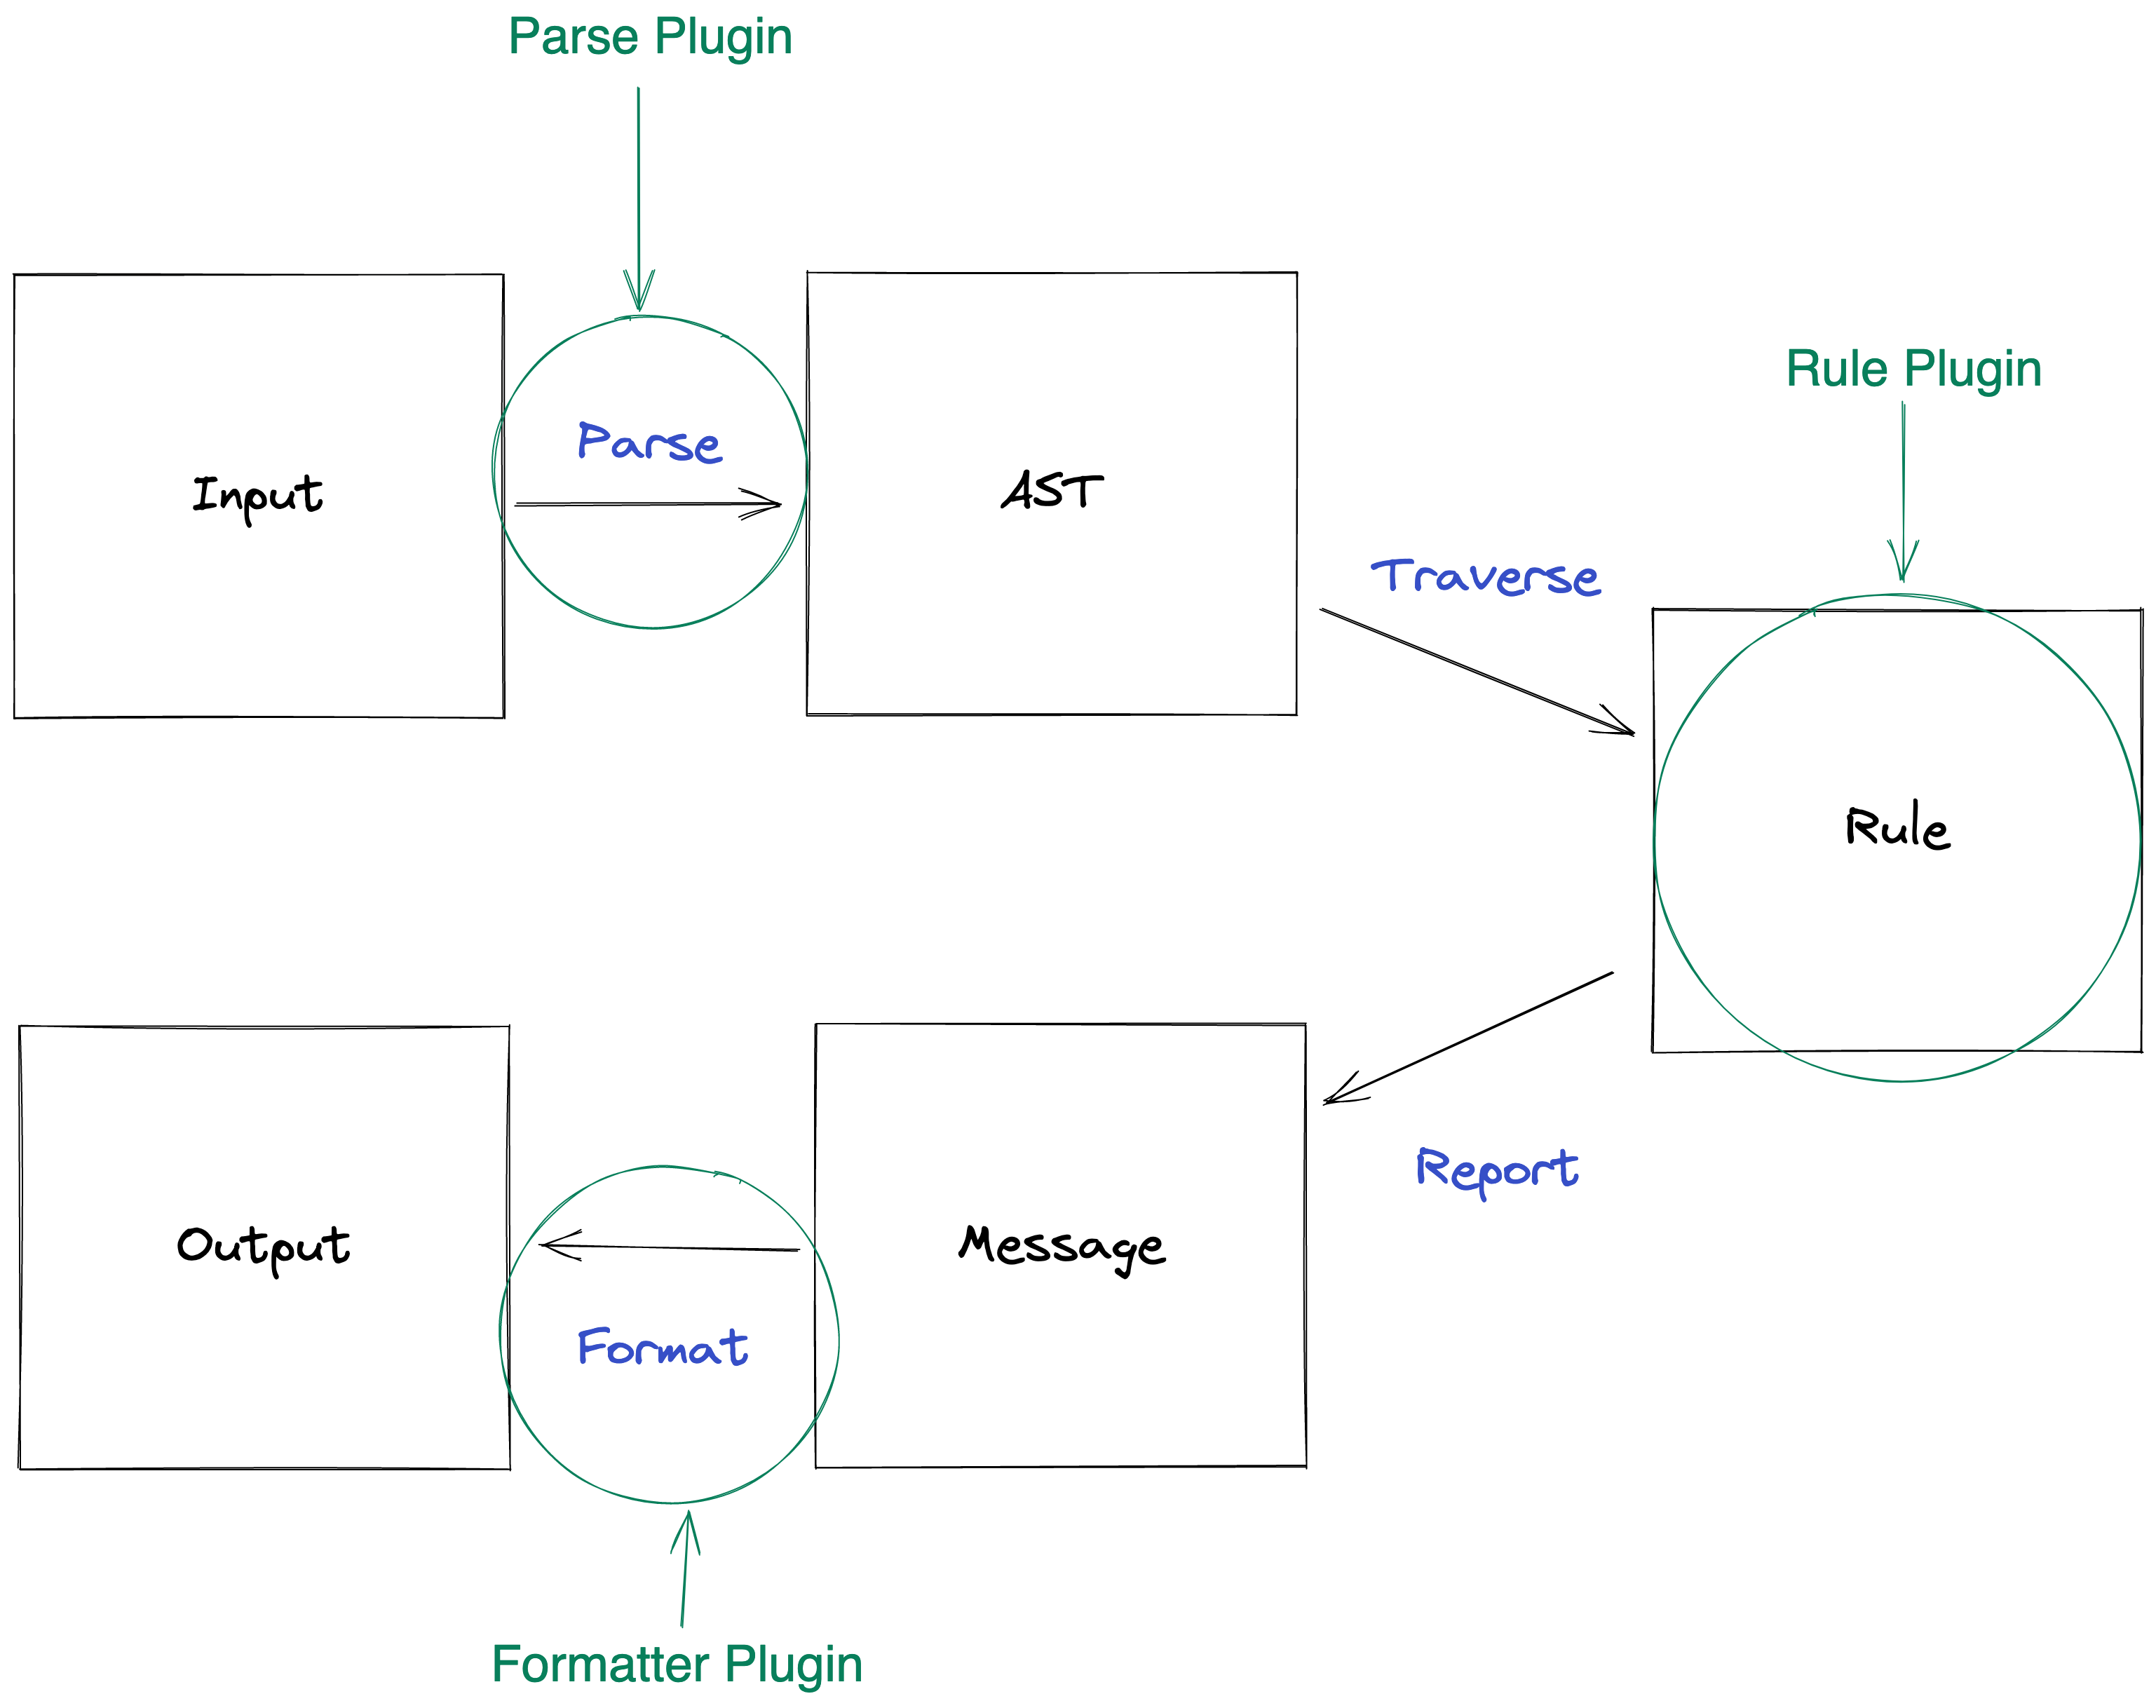 Parse Plugin
Rule Plugin
Parse
Input
AST
Traverse
Rule
Report
Output
Message
Format
Formatter Plugin